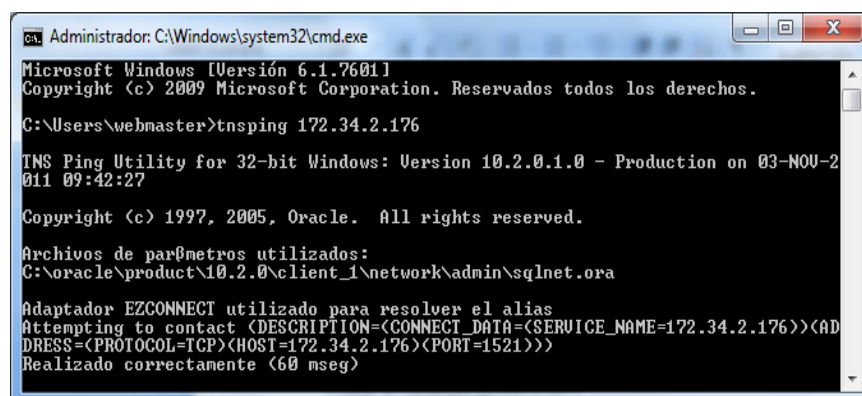 Administrador: C:\Windows\system32\cmd.exe
Microsoft Windows [Versión 6.1.7601]
Copyright (c) 2009 Microsoft Corporation. Reservados todos los derechos.
C:\Users\webmaster>tnsping 172.34.2.176
TNS Ping Utility for 32-bit Windows: Version 10.2.0.1.0 - Production on 03-NOV-2
011 09:42:27
Copyright (c) 1997, 2005, Oracle.  All rights reserved.
Archivos de parßmetros utilizados:
C:\oracle\product\10.2.0\client_1\network\admin\sqlnet.ora
Adaptador EZCONNECT utilizado para resolver el alias
Attempting to contact (DESCRIPTION=(CONNECT_DATA=(SERVICE_NAME=172.34.2.176))(AD
DRESS=(PROTOCOL=TCP)(HOST=172.34.2.176)(PORT=1521)))
Realizado correctamente (60 mseg)